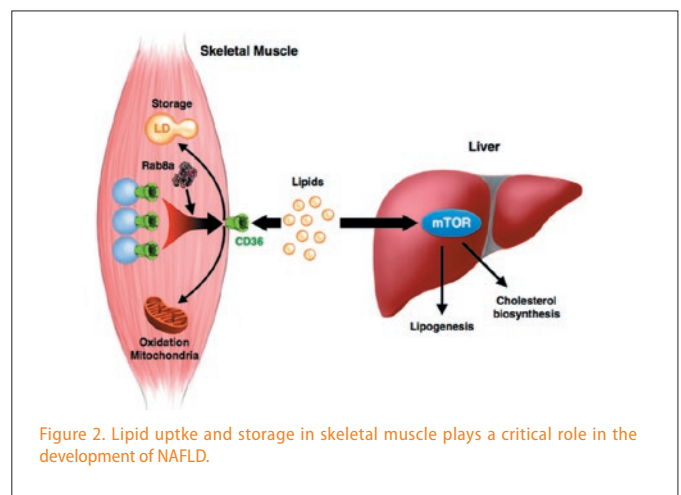 Skeletal Muscle
Storage
LD
Rab8a
Lipids
CD36
Oxidation
Mitochondria
Liver
mTOR
Cholesterol
biosynthesis
Lipogenesis
Figure 2. Lipid uptke and storage in skeletal muscle plays a critical role in the
development of NAFLD.